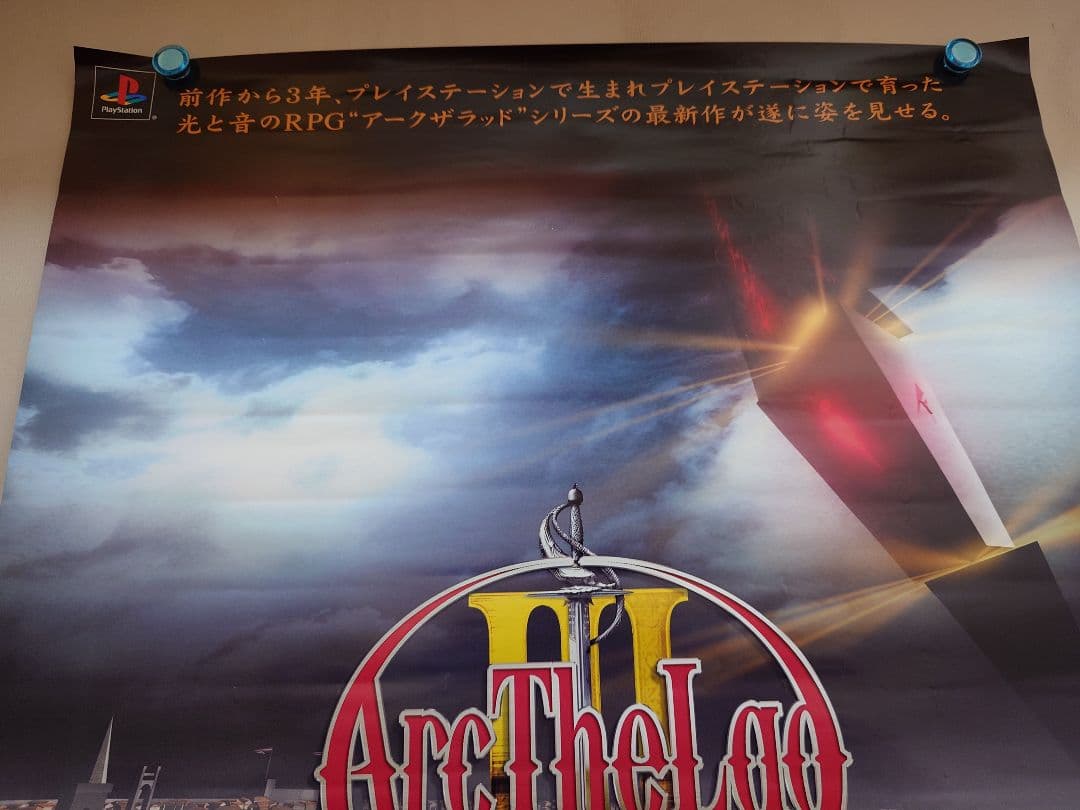 PlayStation
前作から3年、プレイステーションで生まれプレイステーションで育った
光と音のRPG“アークザラッド”シリーズの最新作が遂に姿を見せる。
III
ArcTheLad